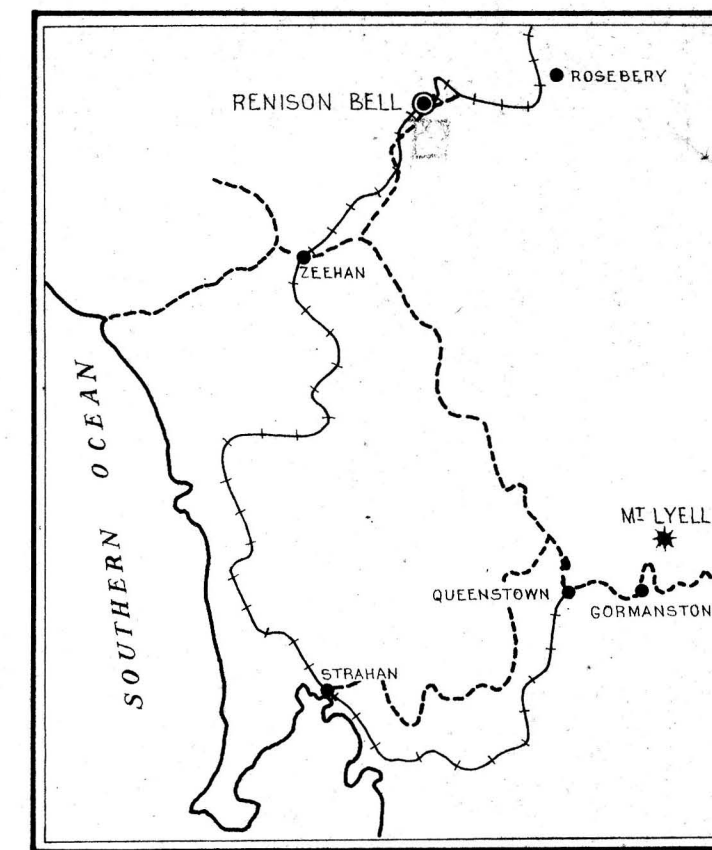 ROSEBERY
RENISON BELL
ZEEHAN
SOUTHERN OCEAN
MT LYELL
QUEENSTOWN
GORMANSTON
STRAHAN